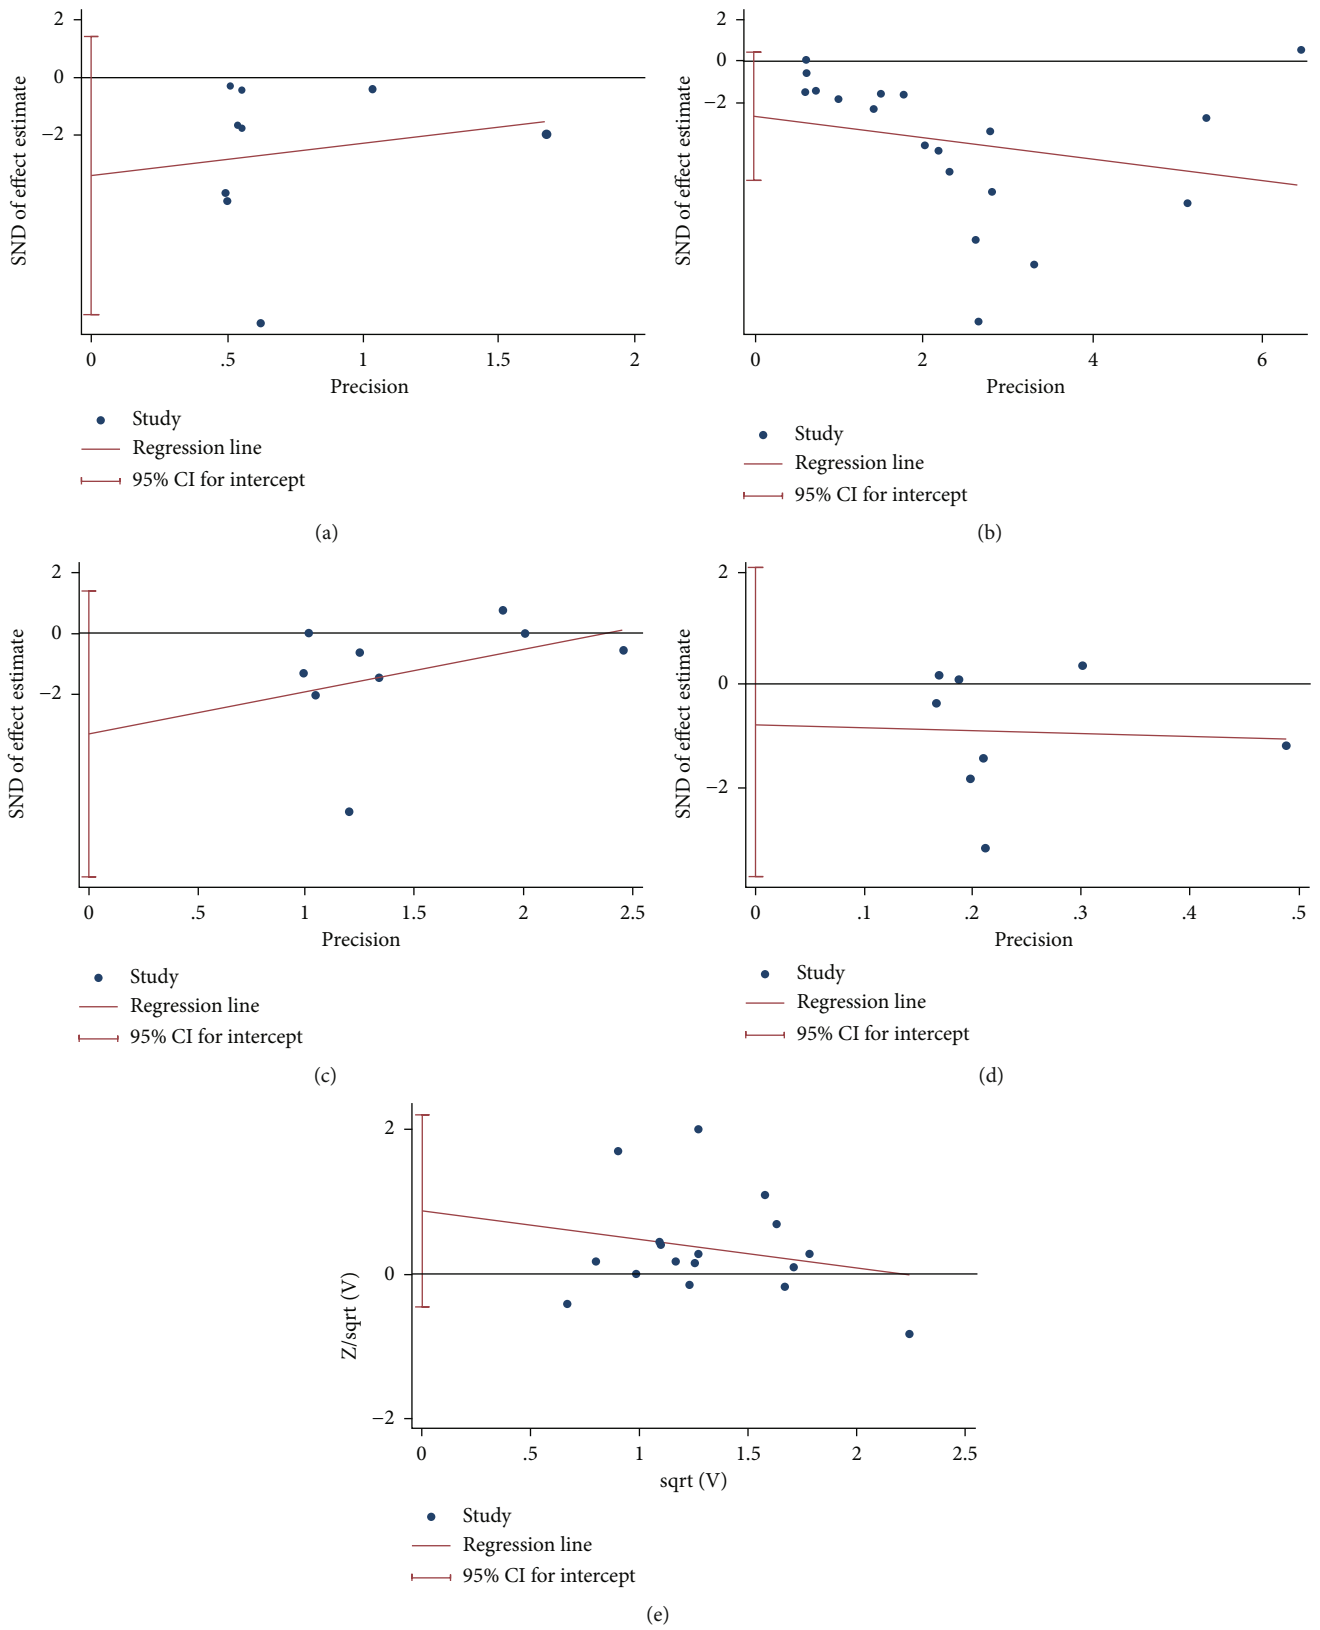 2
0
−2
SND of effect estimate
0 .5 1 1.5 2
Precision
Study
Regression line
95% CI for intercept
(a)
2
0
−2
SND of effect estimate
0 2 4 6
Precision
Study
Regression line
95% CI for intercept
(b)
2
0
−2
SND of effect estimate
0 .5 1 1.5 2 2.5
Precision
Study
Regression line
95% CI for intercept
(c)
2
0
−2
SND of effect estimate
0 .1 .2 .3 .4 .5
Precision
Study
Regression line
95% CI for intercept
(d)
2
0
−2
Z/sqrt (V)
0 .5 1 1.5 2 2.5
sqrt (V)
Study
Regression line
95% CI for intercept
(e)